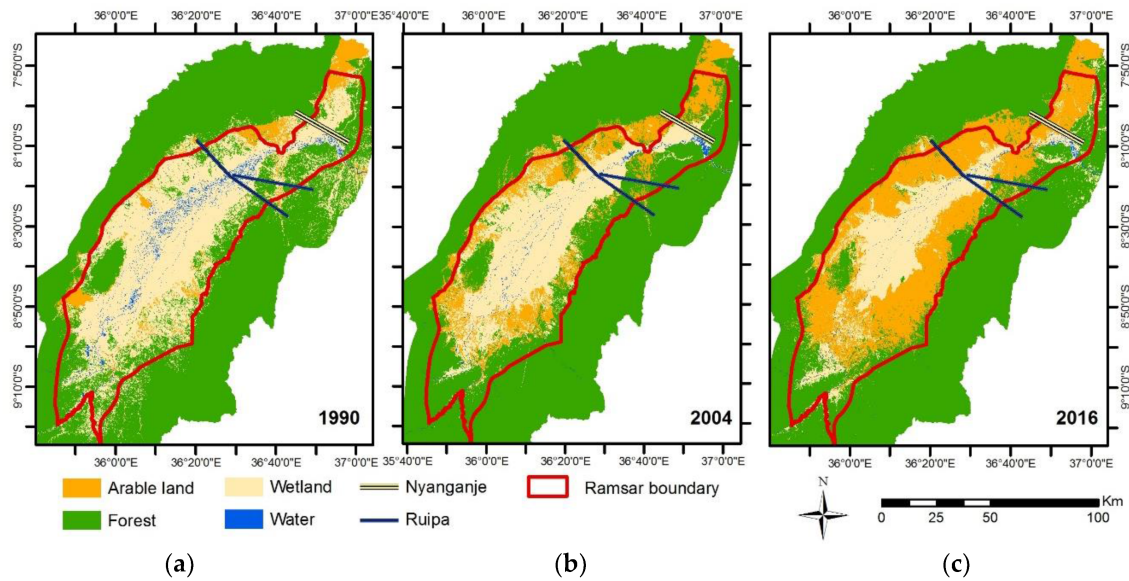 36°0'0"E 36°20'0"E 36°40'0"E 37°0'0"E 35°40'0"E 36°0'0"E 36°20'0"E 36°40'0"E 37°0'0"E 36°0'0"E 36°20'0"E 36°40'0"E 37°0'0"E
7°50'0"S 7°50'0"S
8°10'0"S 8°10'0"S
8°30'0"S 8°30'0"S
8°50'0"S 8°50'0"S
9°10'0"S 9°10'0"S
1990 2004 2016
36°0'0"E 36°20'0"E 36°40'0"E 37°0'0"E 35°40'0"E 36°0'0"E 36°20'0"E 36°40'0"E 37°0'0"E 36°0'0"E 36°20'0"E 36°40'0"E 37°0'0"E
Arable land Wetland Nyanganje Ramsar boundary
Forest Water Ruipa
N
Km
0 25 50 100
(a) (b) (c)